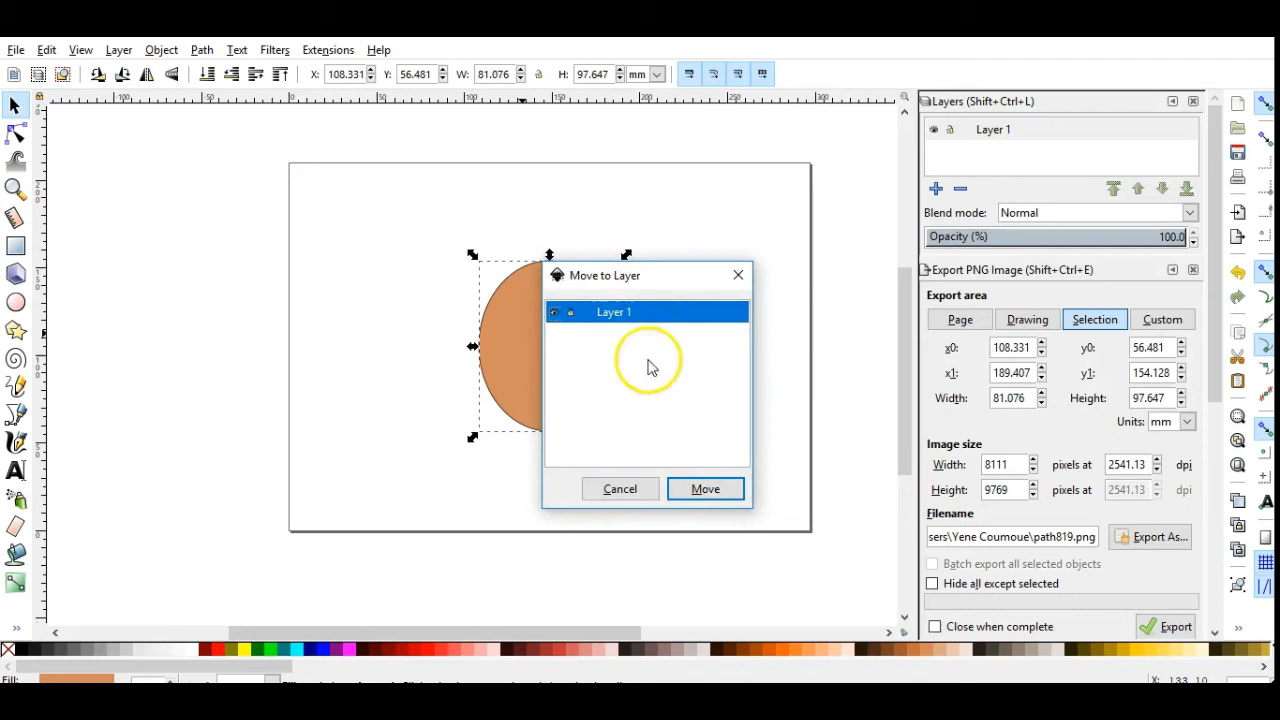 File Edit View Layer Object Path Text Filters Extensions Help
X: 108.331 Y: 56.481 W: 81.076 H: 97.647 mm
Layers (Shift+Ctrl+L)
Layer 1
Blend mode: Normal
Opacity (%) 100.0
Move to Layer
Layer 1
Cancel Move
Export PNG Image (Shift+Ctrl+E)
Export area
Page Drawing Selection Custom
x0: 108.331 y0: 56.481
x1: 189.407 y1: 154.128
Width: 81.076 Height: 97.647
Units: mm
Image size
Width: 8111 pixels at 2541.13 dpi
Height: 9769 pixels at 2541.13 dpi
Filename
sers\Yene Coumoue\path819.png Export As...
Batch export all selected objects
Hide all except selected
Close when complete Export
Fill: